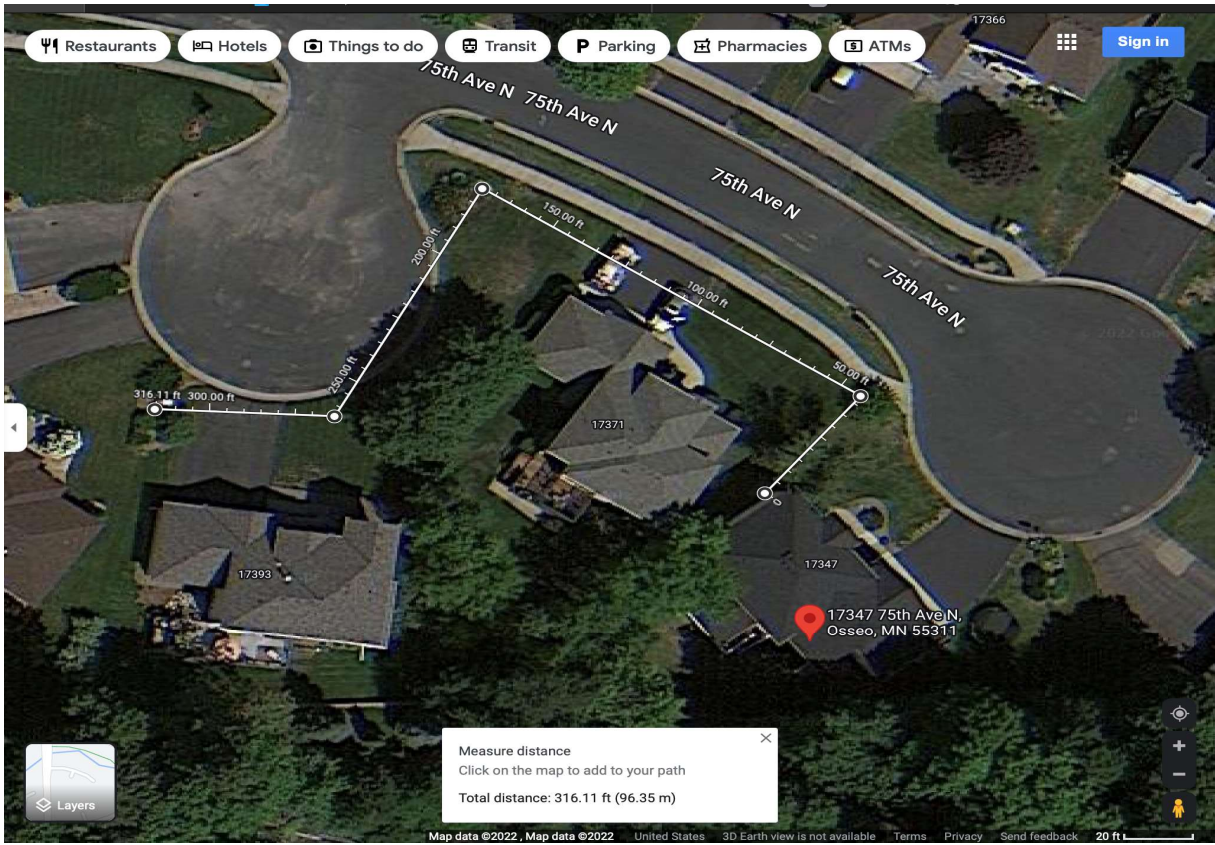 17366
Restaurants
Hotels
Things to do
Transit
Parking
Pharmacies
ATMs
Sign in
75th Ave N
75th Ave N
75th Ave N
75th Ave N
150.00 ft
200.00 ft
100.00 ft
50.00 ft
250.00 ft
316.11 ft
300.00 ft
17371
0
17393
17347
17347 75th Ave N,
Osseo, MN 55311
Measure distance
Click on the map to add to your path
Total distance: 316.11 ft (96.35 m)
Layers
Map data ©2022 , Map data ©2022 United States 3D Earth view is not available Terms Privacy Send feedback 20 ft